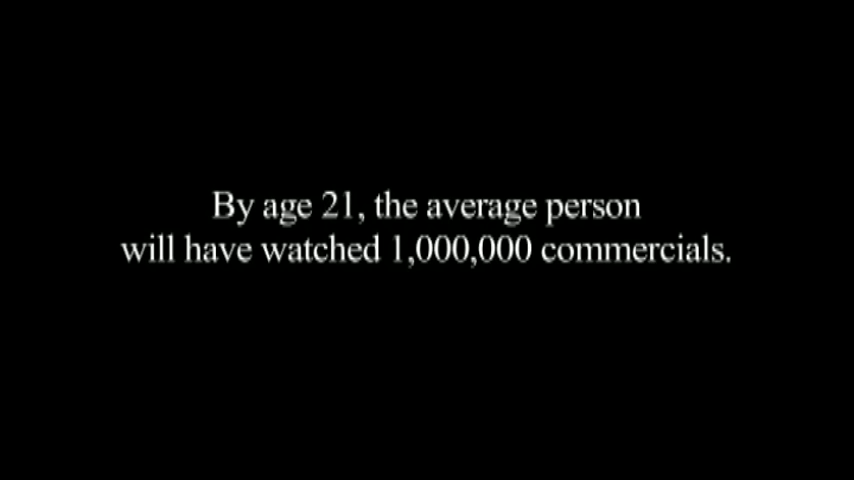 By age 21, the average person
will have watched 1,000,000 commercials.